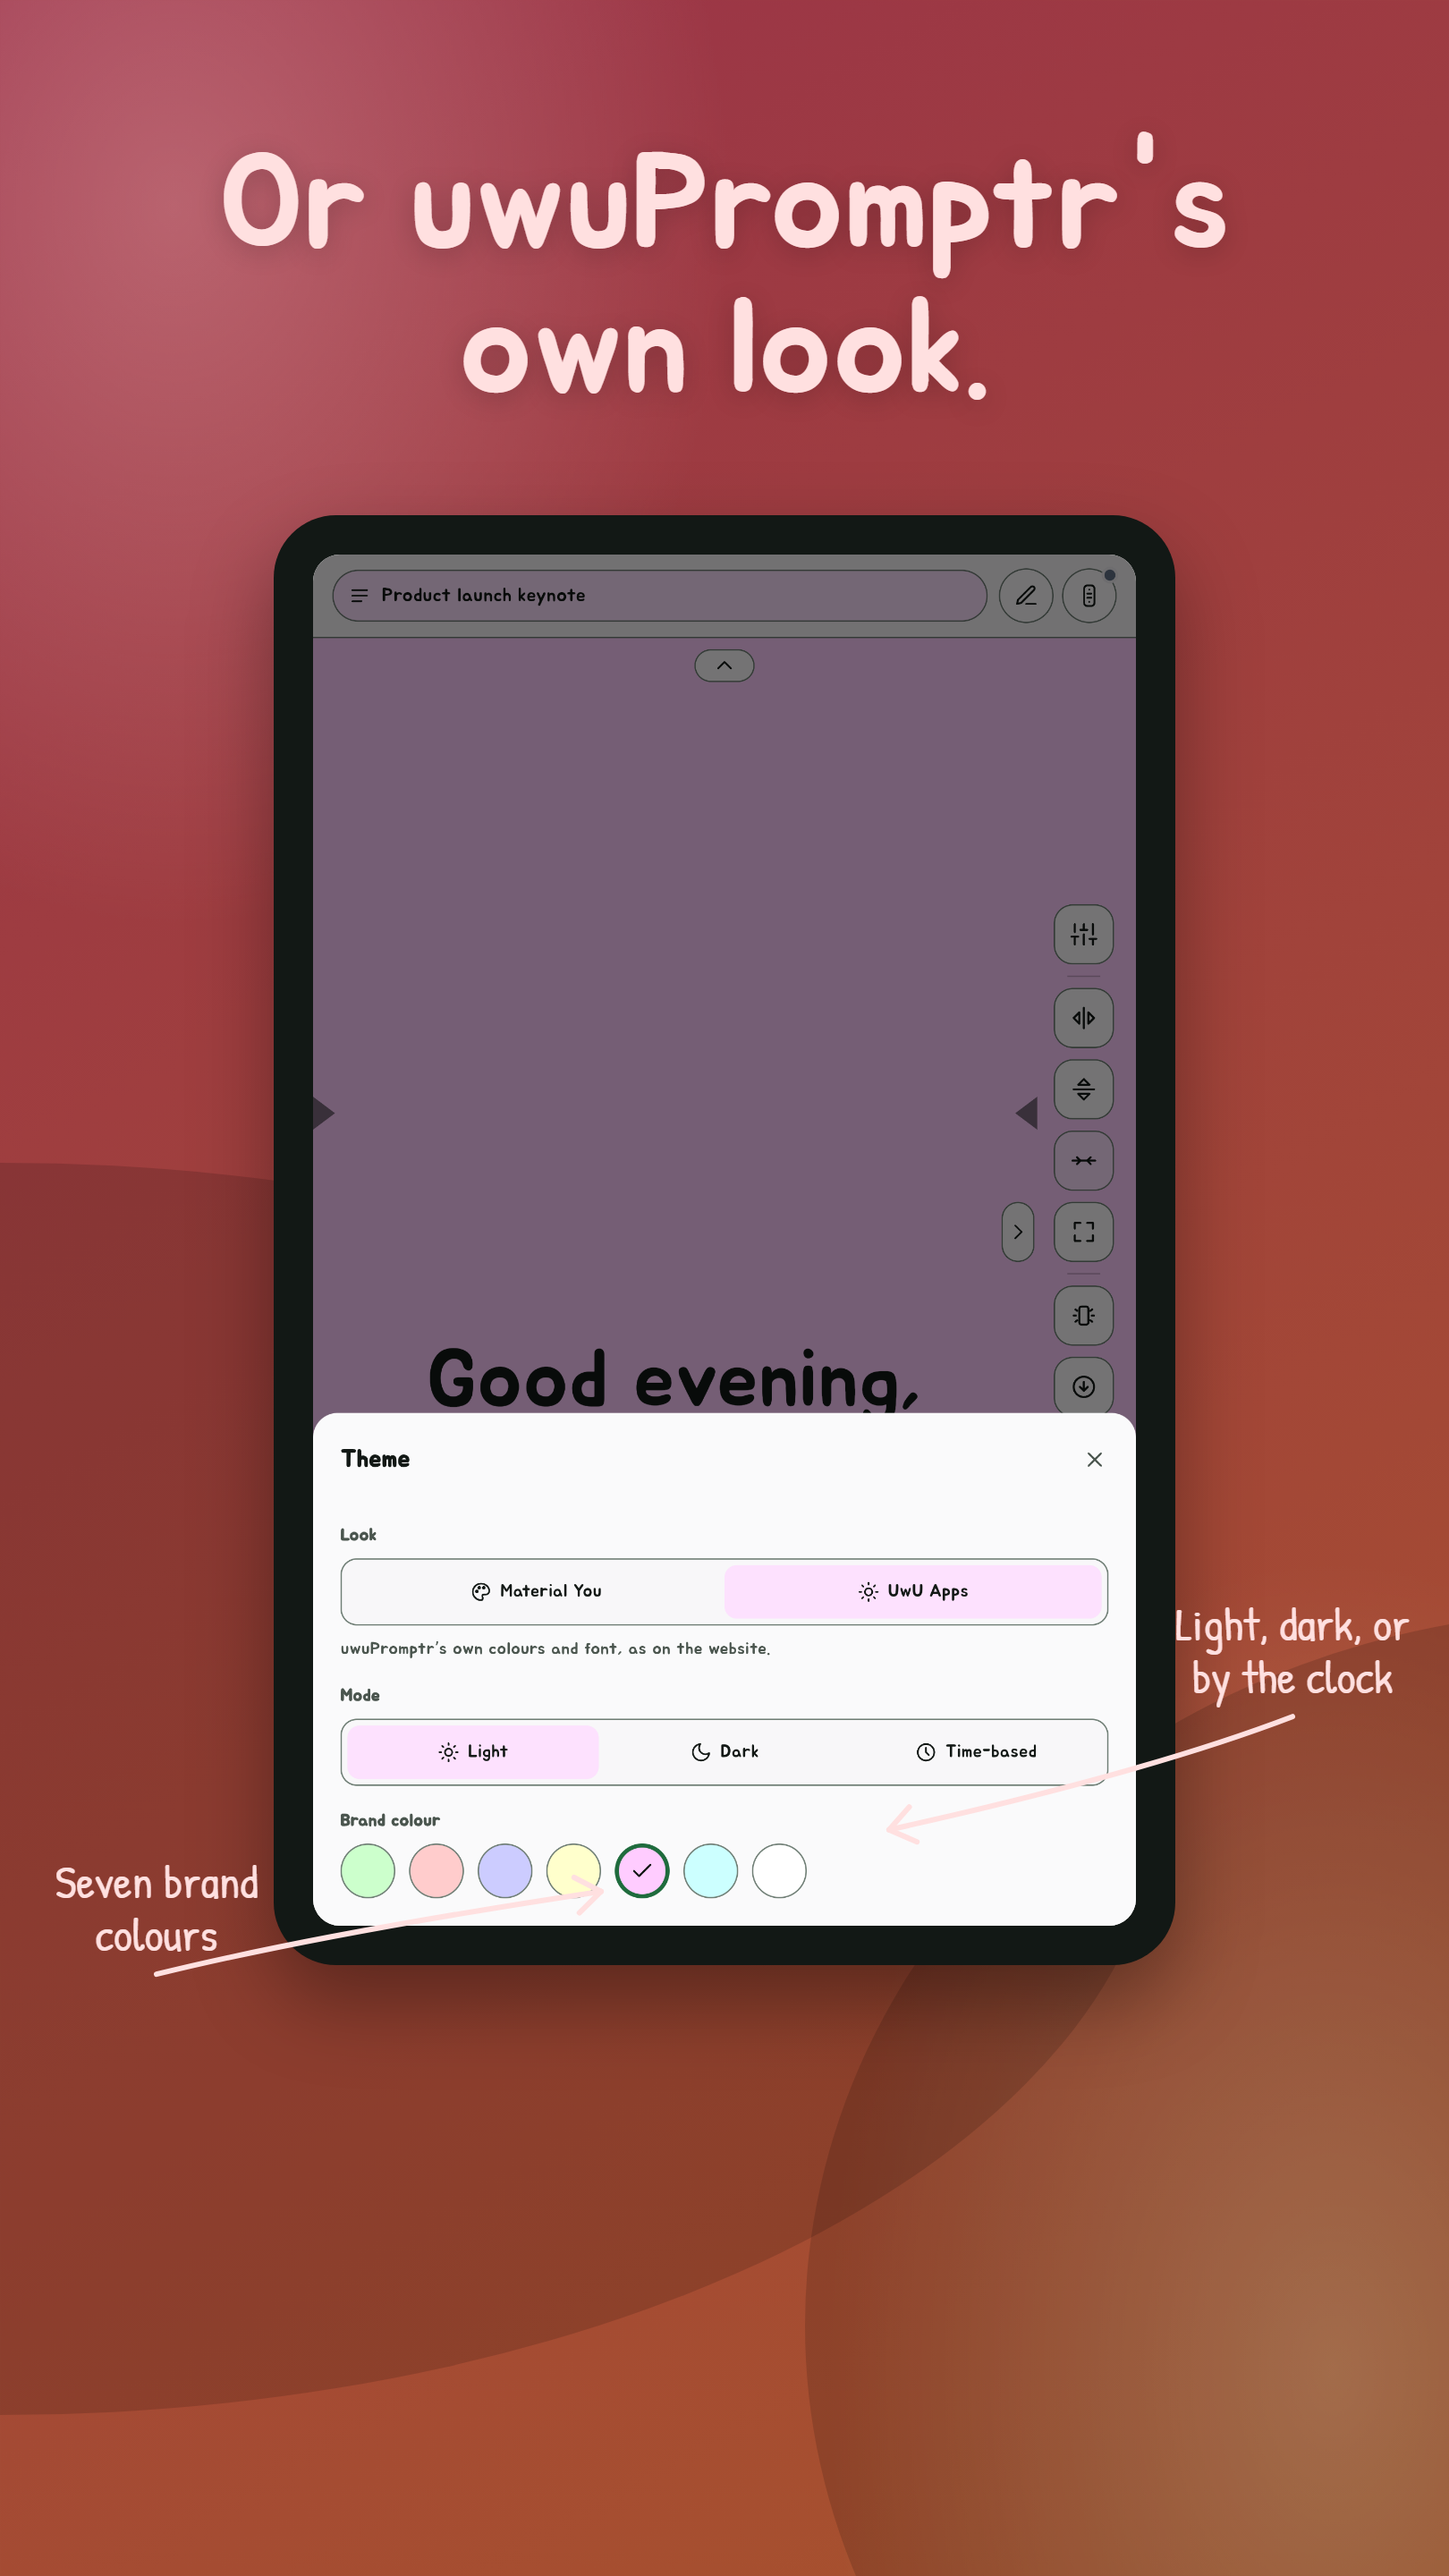 Or uwuPromptr's
own look.
Product launch keynote
Good evening,
Theme
Look
Material You
UwU Apps
uwuPromptr's own colours and font, as on the website.
Mode
Light
Dark
Time-based
Brand colour
Light, dark, or
by the clock
Seven brand
colours